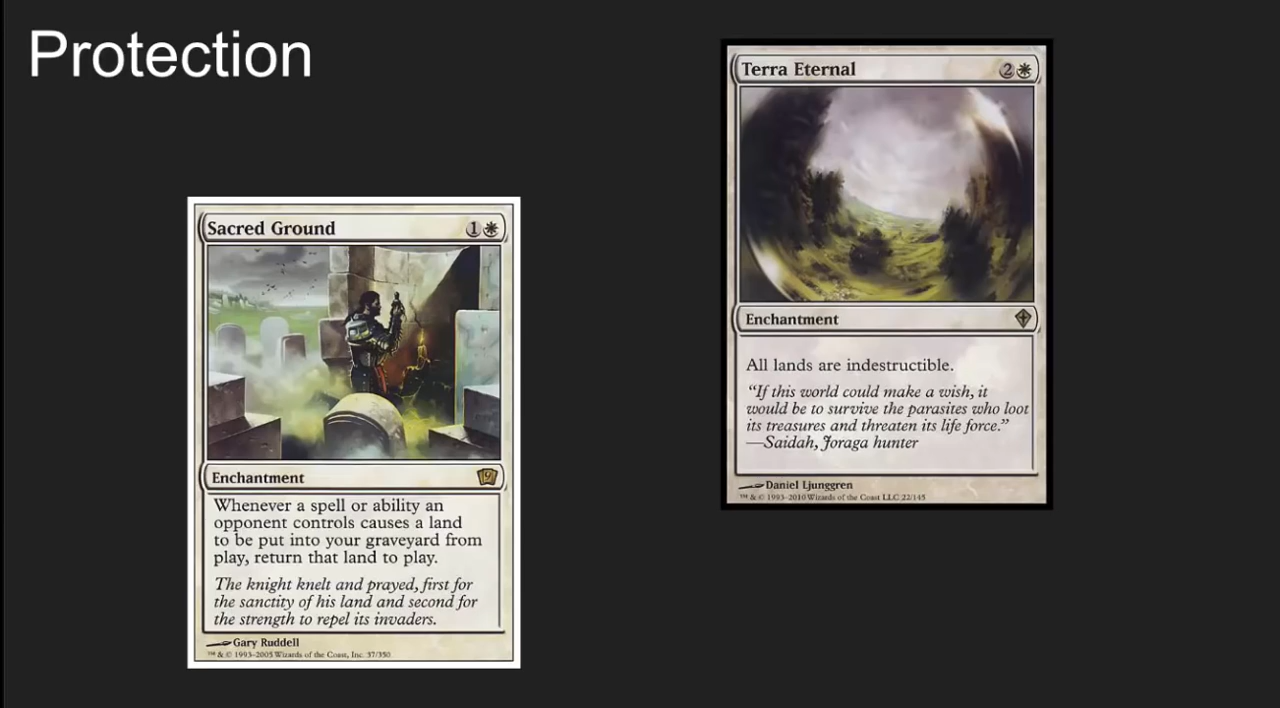 Protection
Sacred Ground 1
Enchantment 9
Whenever a spell or ability an
opponent controls causes a land
to be put into your graveyard from
play, return that land to play.
The knight knelt and prayed, first for
the sanctity of his land and second for
the strength to repel its invaders.
Gary Ruddell
™ & © 1993–2005 Wizards of the Coast, Inc. 37/350
Terra Eternal 2
Enchantment
All lands are indestructible.
“If this world could make a wish, it
would be to survive the parasites who loot
its treasures and threaten its life force.”
—Saidah, Joraga hunter
Daniel Ljunggren
™ & © 1993–2010 Wizards of the Coast LLC 22/145